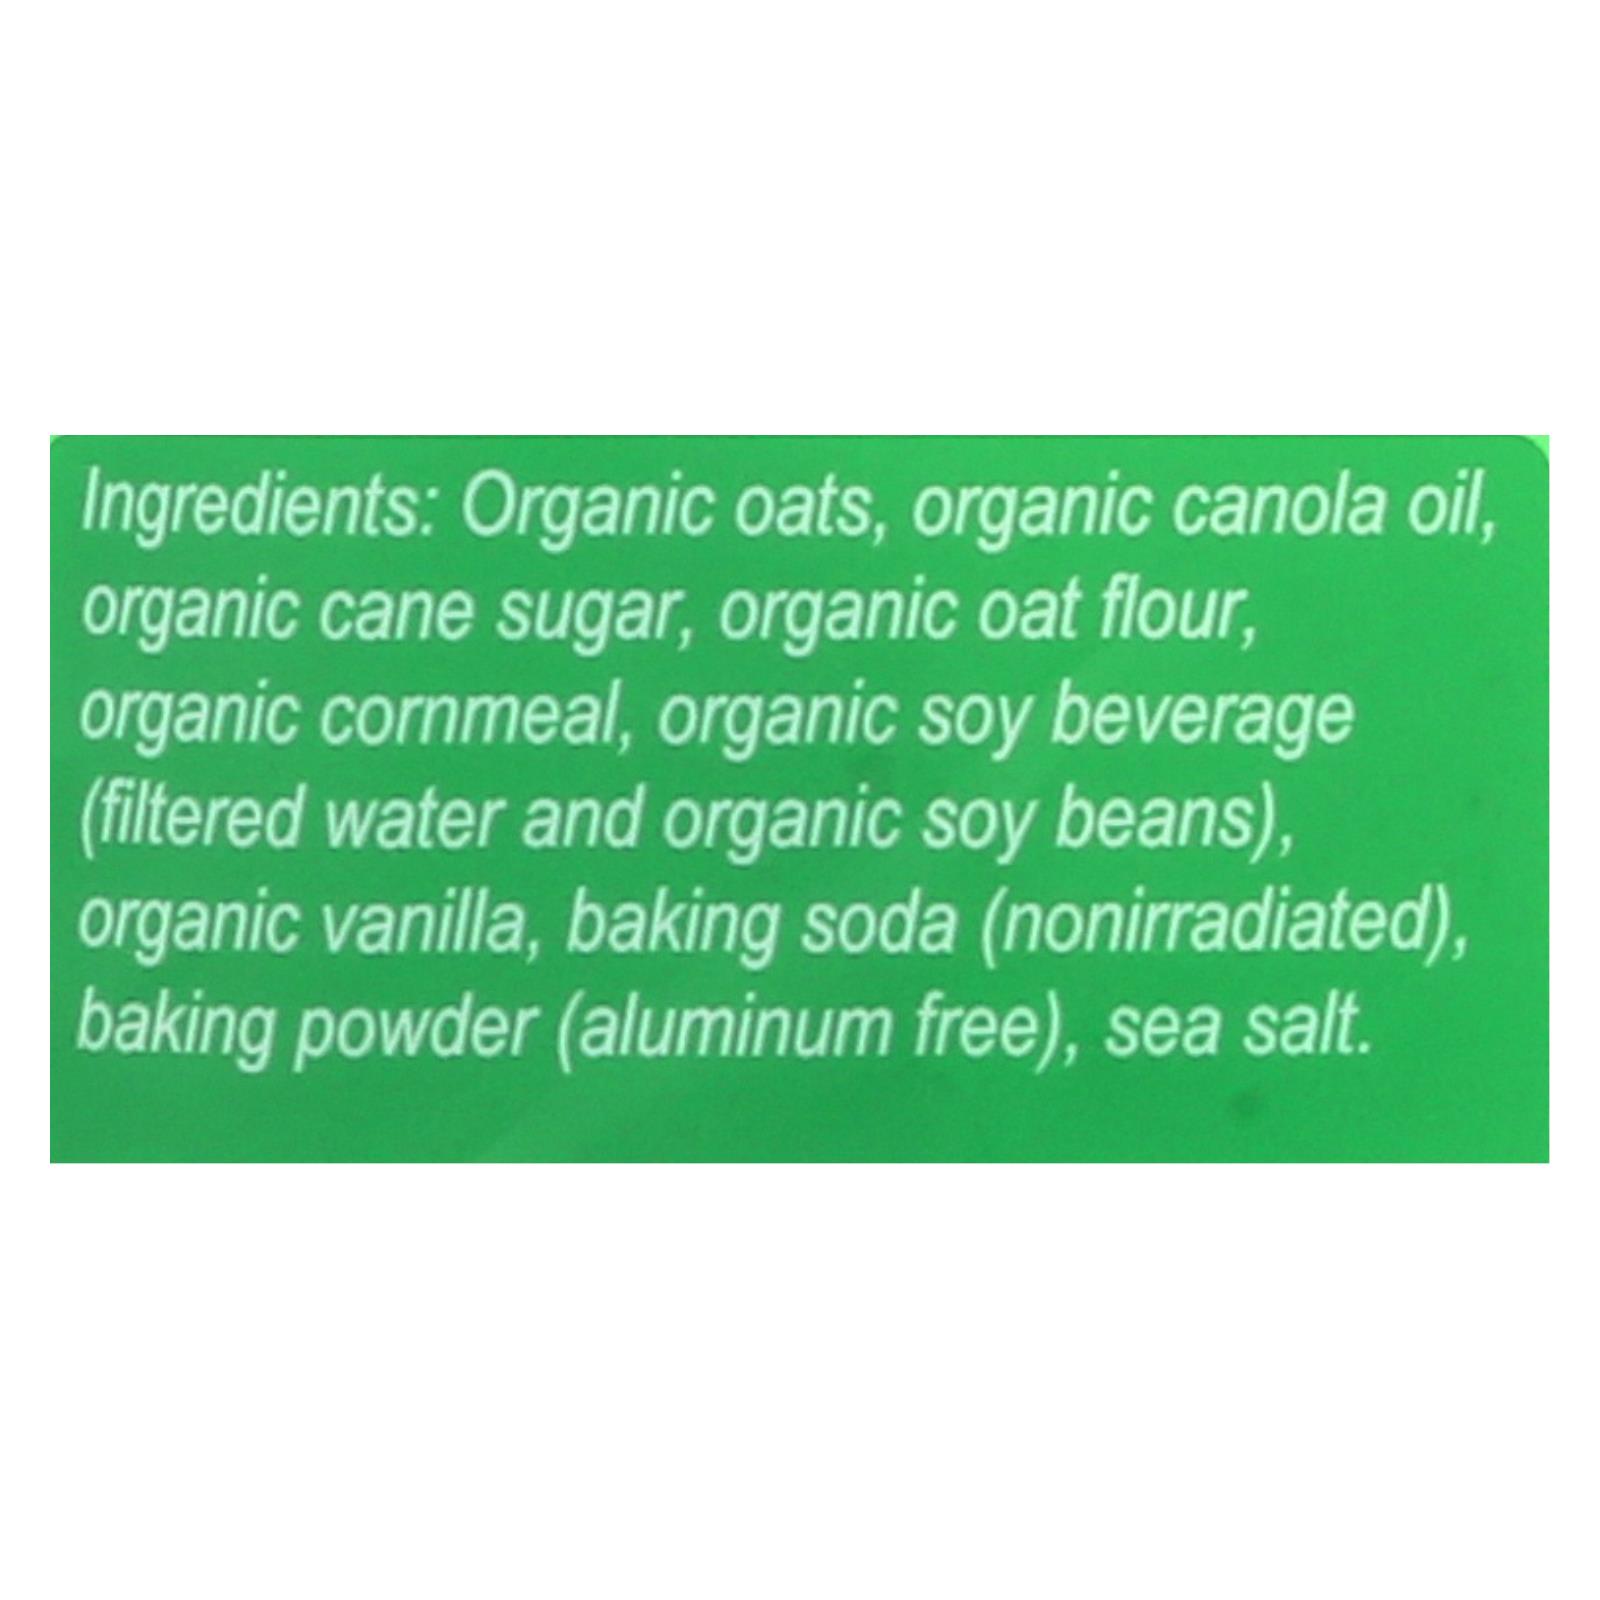 Ingredients: Organic oats, organic canola oil,
organic cane sugar, organic oat flour,
organic cornmeal, organic soy beverage
(filtered water and organic soy beans),
organic vanilla, baking soda (nonirradiated),
baking powder (aluminum free), sea salt.